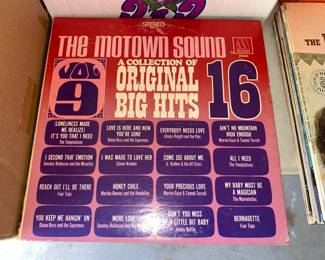 STEREO
THE MOTOWN SOUND
A COLLECTION OF
VOL 9
ORIGINAL
BIG HITS
16
(LONELINESS MADE
ME REALIZE)
IT'S YOU THAT I NEED
The Temptations
LOVE IS HERE AND NOW
YOU'RE GONE
Diana Ross and the Supremes
EVERYBODY NEEDS LOVE
Gladys Knight and the Pips
AIN'T NO MOUNTAIN
HIGH ENOUGH
Marvin Gaye & Tammi Terrell
I SECOND THAT EMOTION
Smokey Robinson and the Miracles
I WAS MADE TO LOVE HER
Stevie Wonder
COME SEE ABOUT ME
Jr. Walker & the All Stars
ALL I NEED
The Temptations
REACH OUT I'LL BE THERE
Four Tops
HONEY CHILE
Martha Reeves and the Vandellas
YOUR PRECIOUS LOVE
Marvin Gaye & Tammi Terrell
MY BABY MUST BE
A MAGICIAN
The Marvelettes
YOU KEEP ME HANGIN' ON
Diana Ross and the Supremes
MORE LOVE
Smokey Robinson and the
DON'T YOU MISS
A LITTLE BIT BABY
Jimmy Ruffin
BERNADETTE
Four Tops